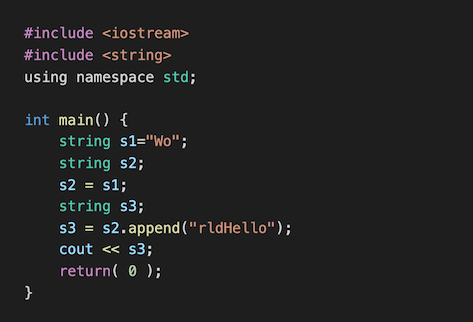 #include <iostream>
#include <string>
using namespace std;
int main() {
string s1="Wo";
string s2;
s2 = s1;
string s3;
s3 = s2.append("rldHello");
cout << s3;
return( 0 );
}